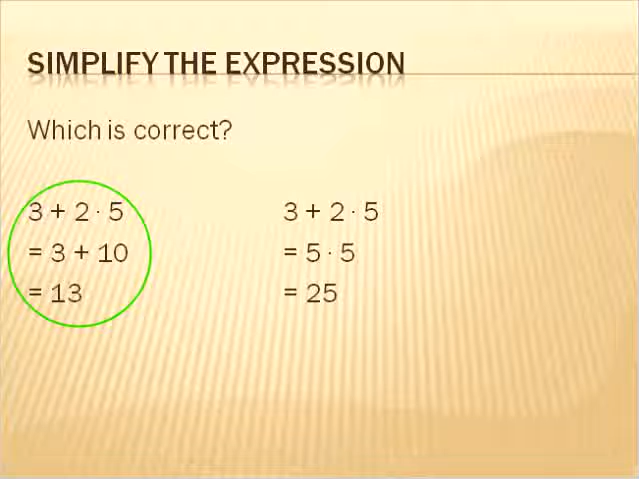 SIMPLIFY THE EXPRESSION
Which is correct?
3 + 2 · 5
= 3 + 10
= 13
3 + 2 · 5
= 5 · 5
= 25